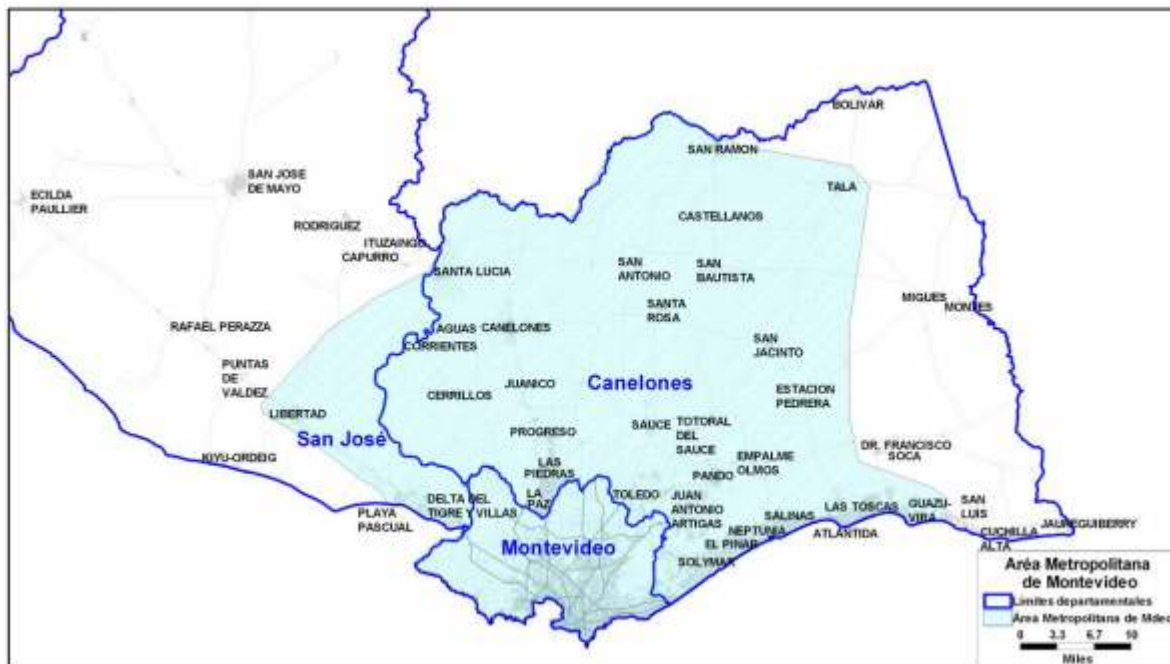 BOLIVAR
SAN RAMON
SAN JOSE
DE MAYO
TALA
ECILDA
PAULLIER
CASTELLANOS
RODRIGUEZ
ITUZAINGO
CAPURRO
SANTA LUCIA
SAN
ANTONIO
SAN
BAUTISTA
MIGUES
MONTES
SANTA
ROSA
RAFAEL PERAZZA
AGUAS
CORRIENTES
CANELONES
SAN
JACINTO
PUNTAS
DE
VALDEZ
JUANICO
Canelones
CERRILLOS
ESTACION
PEDRERA
LIBERTAD
San José
PROGRESO
SAUCE
TOTORAL
DEL
SAUCE
DR. FRANCISCO
SOCA
KIYU-ORDEIG
LAS
PIEDRAS
EMPALME
OLMOS
PANDO
DELTA DEL
TIGRE Y VILLAS
LA
PAZ
TOLEDO
JUAN
ANTONIO
ARTIGAS
PLAYA
PASCUAL
SALINAS
LAS TOSCAS
GUAZU-
VIRA
SAN
LUIS
NEPTUNIA
ATLANTIDA
CUCHILLA
ALTA
JAUREGUIBERRY
Montevideo
EL PINAR
SOLYMAR
Aréa Metropolitana
de Montevideo
Limites departamentales
Area Metropolitana de Mdeo
0 3.3 6.7 10
Miles